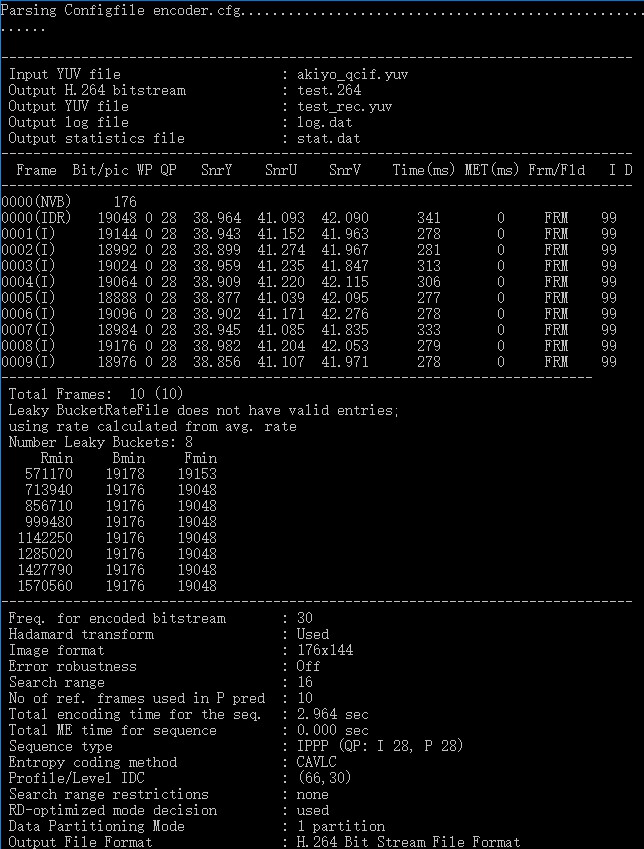 Parsing Configfile encoder.cfg..................................................
......
-------------------------------------------------------------------------------
Input YUV file : akiyo_qcif.yuv
Output H.264 bitstream : test.264
Output YUV file : test_rec.yuv
Output log file : log.dat
Output statistics file : stat.dat
-------------------------------------------------------------------------------
Frame Bit/pic WP QP SnrY SnrU SnrV Time(ms) MET(ms) Frm/Fld I D
0000(NVB) 176
0000(IDR) 19048 0 28 38.964 41.093 42.090 341 0 FRM 99
0001(I) 19144 0 28 38.943 41.152 41.963 278 0 FRM 99
0002(I) 18992 0 28 38.899 41.274 41.967 281 0 FRM 99
0003(I) 19024 0 28 38.959 41.235 41.847 313 0 FRM 99
0004(I) 19064 0 28 38.909 41.220 42.115 306 0 FRM 99
0005(I) 18888 0 28 38.877 41.039 42.095 277 0 FRM 99
0006(I) 19096 0 28 38.902 41.171 42.276 278 0 FRM 99
0007(I) 18984 0 28 38.945 41.085 41.835 333 0 FRM 99
0008(I) 19176 0 28 38.982 41.204 42.053 279 0 FRM 99
0009(I) 18976 0 28 38.856 41.107 41.971 278 0 FRM 99
-------------------------------------------------------------------------------
Total Frames: 10 (10)
Leaky BucketRateFile does not have valid entries;
using rate calculated from avg. rate
Number Leaky Buckets: 8
Rmin Bmin Fmin
571170 19178 19153
713940 19176 19048
856710 19176 19048
999480 19176 19048
1142250 19176 19048
1285020 19176 19048
1427790 19176 19048
1570560 19176 19048
-------------------------------------------------------------------------------
Freq. for encoded bitstream : 30
Hadamard transform : Used
Image format : 176x144
Error robustness : Off
Search range : 16
No of ref. frames used in P pred : 10
Total encoding time for the seq. : 2.964 sec
Total ME time for sequence : 0.000 sec
Sequence type : IPPP (QP: I 28, P 28)
Entropy coding method : CAVLC
Profile/Level IDC : (66,30)
Search range restrictions : none
RD-optimized mode decision : used
Data Partitioning Mode : 1 partition
Output File Format : H.264 Bit Stream File Format